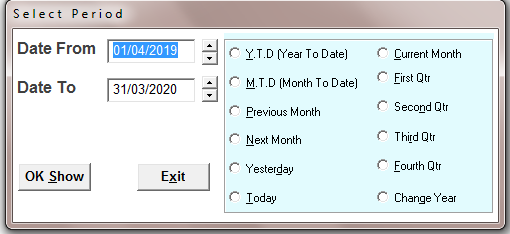 Select Period
Date From 01/04/2019
Date To 31/03/2020
OK Show Exit
Y.T.D (Year To Date)
M.T.D (Month To Date)
Previous Month
Next Month
Yesterday
Today
Current Month
First Qtr
Second Qtr
Third Qtr
Fourth Qtr
Change Year